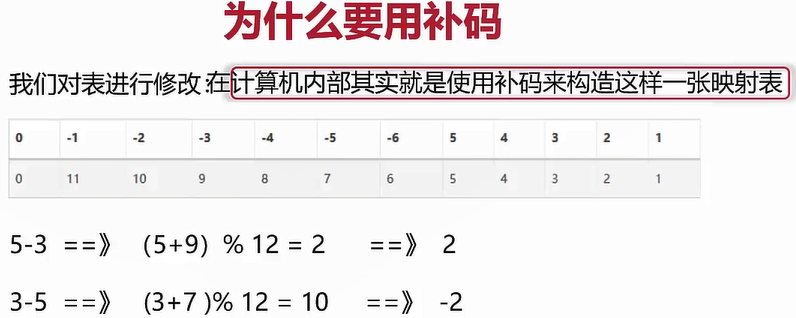 为什么要用补码
我们对表进行修改:在计算机内部其实就是使用补码来构造这样一张映射表
0 -1 -2 -3 -4 -5 -6 5 4 3 2 1
0 11 10 9 8 7 6 5 4 3 2 1
5-3 ==》 (5+9) % 12 = 2 ==》 2
3-5 ==》 (3+7 )% 12 = 10 ==》 -2